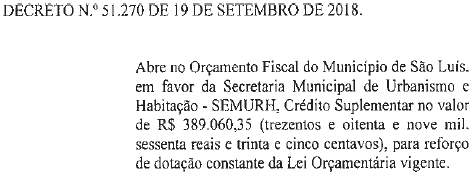 DECRETO N.º 51.270 DE 19 DE SETEMBRO DE 2018.
Abre no Orçamento Fiscal do Município de São Luís,
em favor da Secretaria Municipal de Urbanismo e
Habitação - SEMURH, Crédito Suplementar no valor
de R$ 389.060,35 (trezentos e oitenta e nove mil,
sessenta reais e trinta e cinco centavos), para reforço
de dotação constante da Lei Orçamentária vigente.